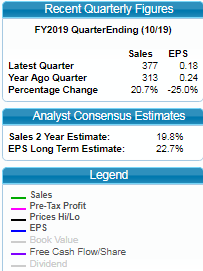 Recent Quarterly Figures
FY2019 QuarterEnding (10/19)
Sales EPS
Latest Quarter 377 0.18
Year Ago Quarter 313 0.24
Percentage Change 20.7% -25.0%
Analyst Consensus Estimates
Sales 2 Year Estimate: 19.8%
EPS Long Term Estimate: 22.7%
Legend
Sales
Pre-Tax Profit
Prices Hi/Lo
EPS
Book Value
Free Cash Flow/Share
Dividend